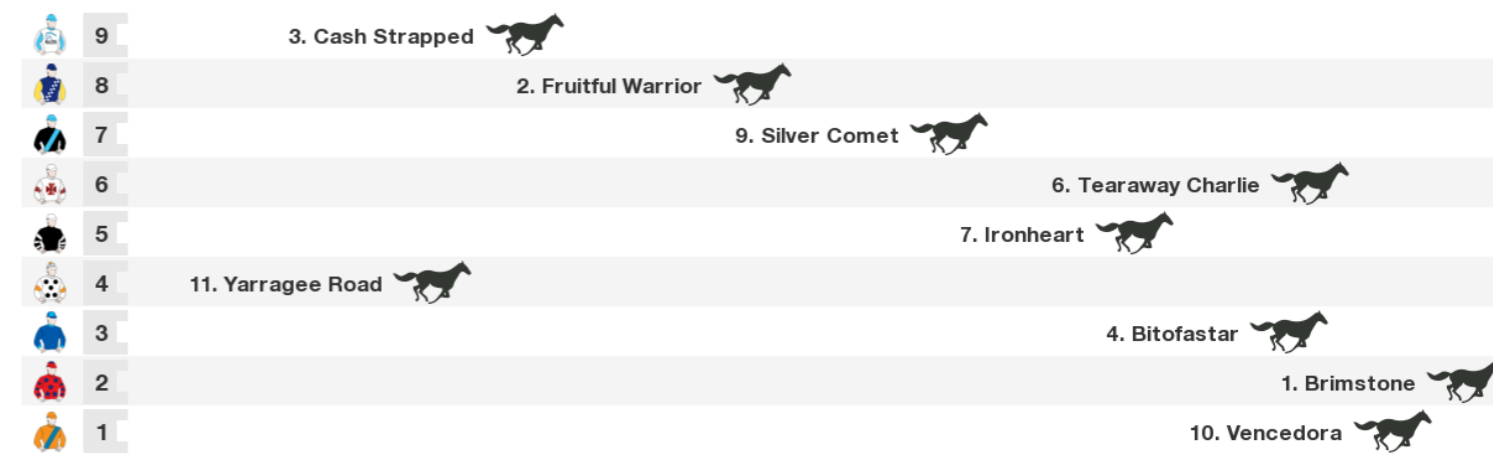 9 3. Cash Strapped
8 2. Fruitful Warrior
7 9. Silver Comet
6 6. Tearaway Charlie
5 7. Ironheart
4 11. Yarragee Road
3 4. Bitofastar
2 1. Brimstone
1 10. Vencedora